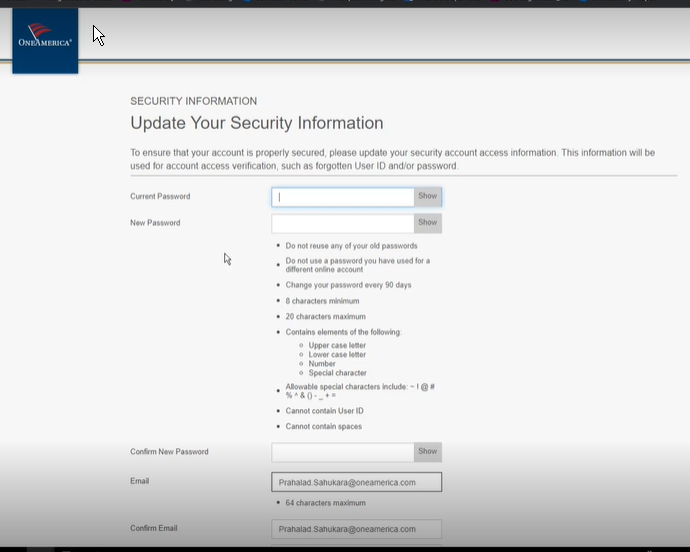 ONEAMERICA®
SECURITY INFORMATION
Update Your Security Information
To ensure that your account is properly secured, please update your security account access information. This information will be
used for account access verification, such as forgotten User ID and/or password.
Current Password
Show
New Password
Show
Do not reuse any of your old passwords
Do not use a password you have used for a
different online account
Change your password every 90 days
8 characters minimum
20 characters maximum
Contains elements of the following:
Upper case letter
Lower case letter
Number
Special character
Allowable special characters include: ~ ! @ #
% ^ & () - _ + =
Cannot contain User ID
Cannot contain spaces
Confirm New Password
Show
Email
Prahalad.Sahukara@oneamerica.com
64 characters maximum
Confirm Email
Prahalad.Sahukara@oneamerica.com